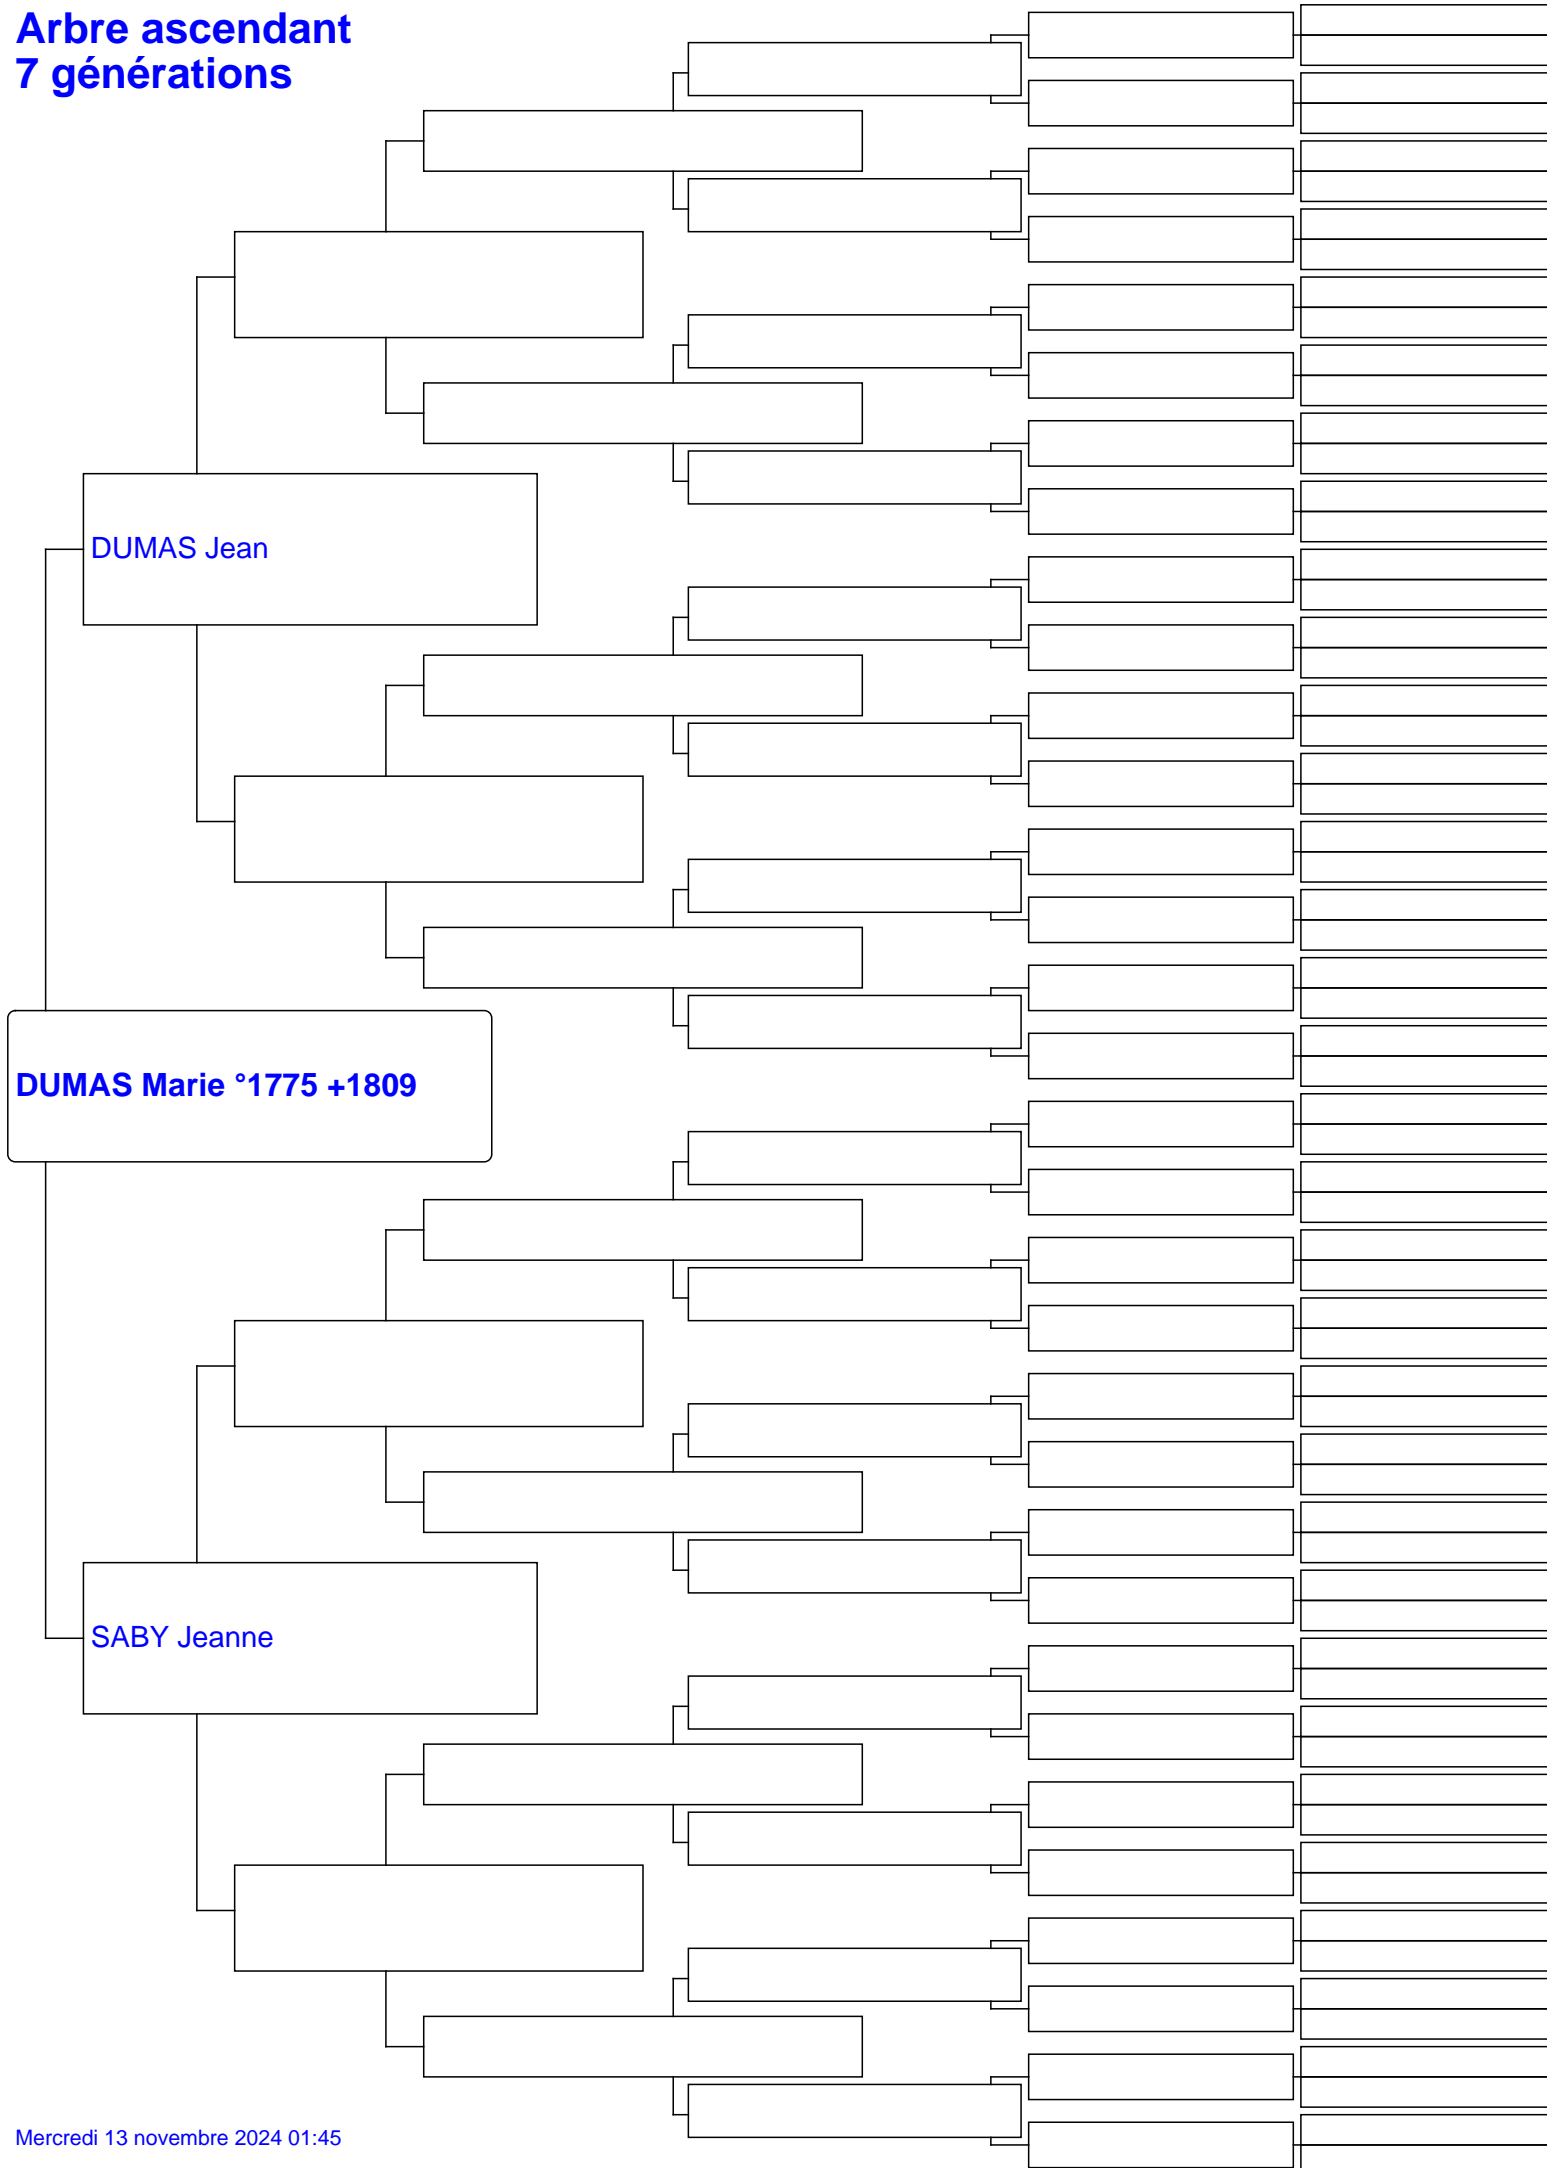 Arbre ascendant
7 générations
DUMAS Jean
DUMAS Marie °1775 +1809
SABY Jeanne
Mercredi 13 novembre 2024 01:45